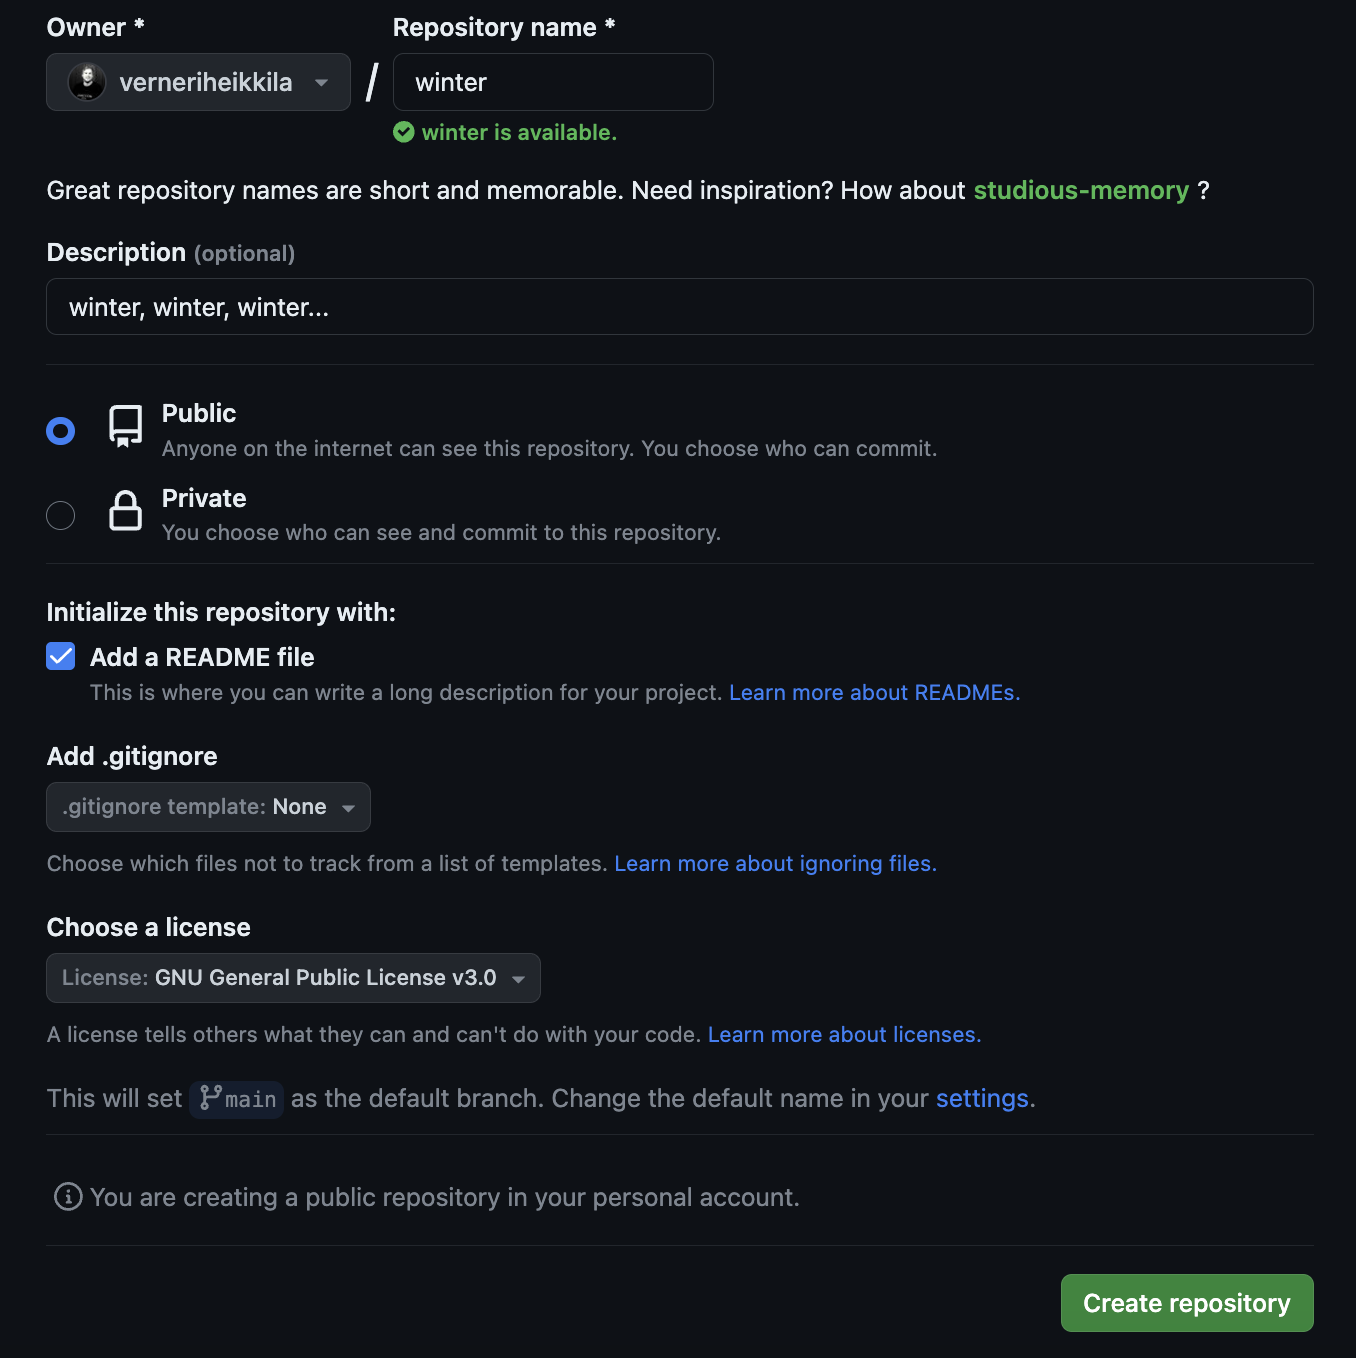 Owner *
Repository name *
verneriheikkila
/
winter
winter is available.
Great repository names are short and memorable. Need inspiration? How about studious-memory ?
Description (optional)
winter, winter, winter...
Public
Anyone on the internet can see this repository. You choose who can commit.
Private
You choose who can see and commit to this repository.
Initialize this repository with:
Add a README file
This is where you can write a long description for your project. Learn more about READMEs.
Add .gitignore
.gitignore template: None
Choose which files not to track from a list of templates. Learn more about ignoring files.
Choose a license
License: GNU General Public License v3.0
A license tells others what they can and can't do with your code. Learn more about licenses.
This will set main as the default branch. Change the default name in your settings.
You are creating a public repository in your personal account.
Create repository